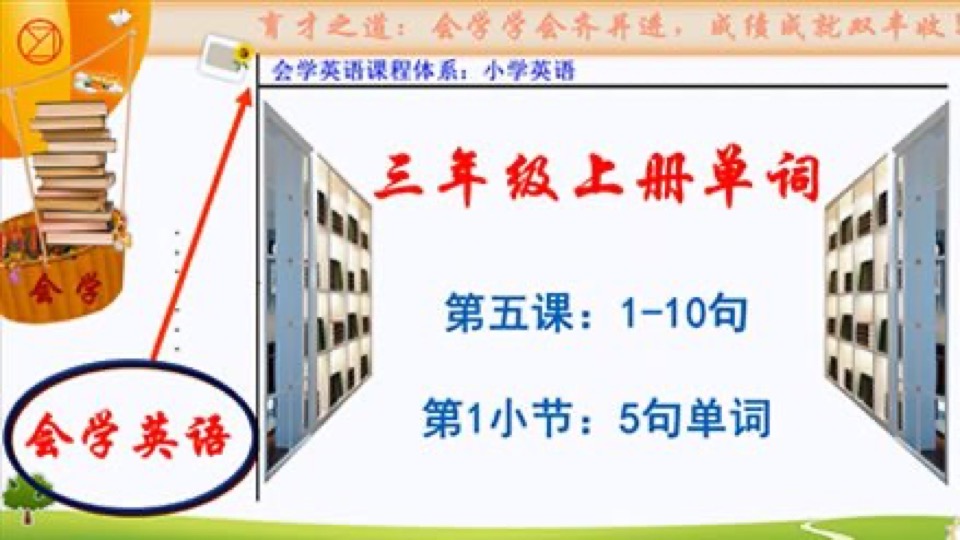 育才之道：会学学会齐并进，成绩成就双丰收！
会学英语课程体系：小学英语
三年级上册单词
第五课：1-10句
会学
第1小节：5句单词
会学英语